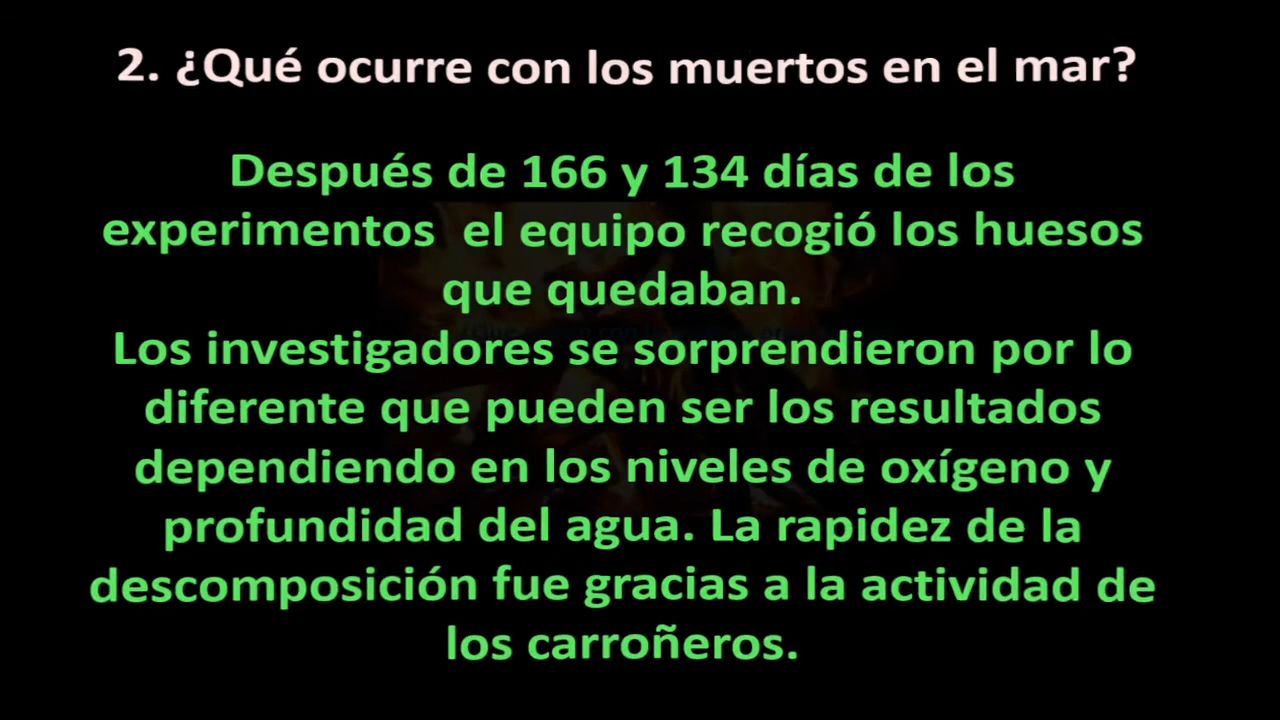 2. ¿Qué ocurre con los muertos en el mar?
Después de 166 y 134 días de los
experimentos el equipo recogió los huesos
que quedaban.
Los investigadores se sorprendieron por lo
diferente que pueden ser los resultados
dependiendo en los niveles de oxígeno y
profundidad del agua. La rapidez de la
descomposición fue gracias a la actividad de
los carroñeros.